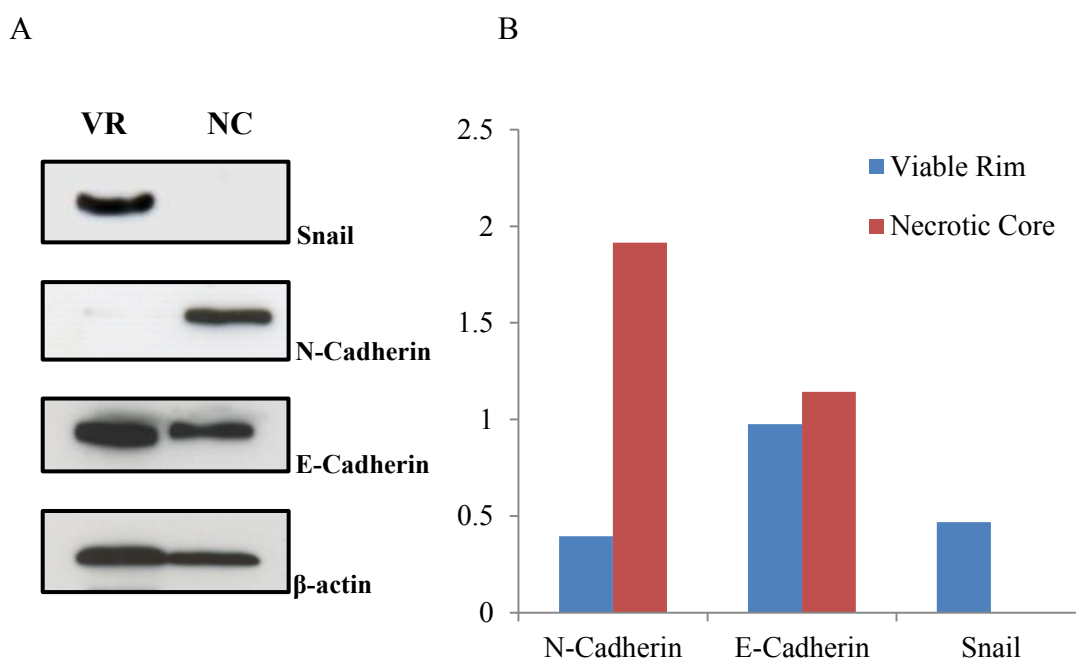 A
B
VR NC
Snail
N-Cadherin
E-Cadherin
β-actin
2.5
2
1.5
1
0.5
0
Viable Rim
Necrotic Core
N-Cadherin E-Cadherin Snail